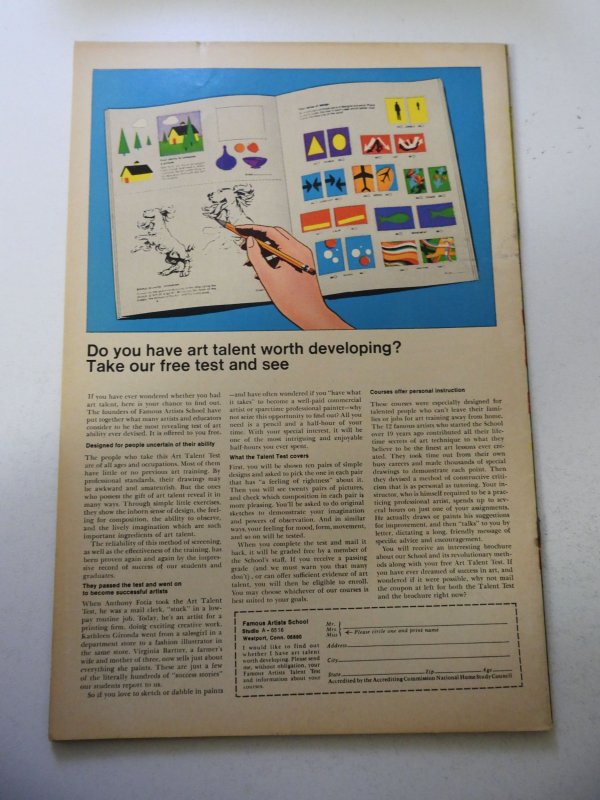 Do you have art talent worth developing?
Take our free test and see
If you have ever wondered whether you had
art talent, here is your chance to find out.
The founders of Famous Artists School have
put together what many artists and educators
consider to be the most revealing test of art
ability ever devised. It is offered to you free.
Designed for people uncertain of their ability
The people who take this Art Talent Test
are of all ages and occupations. Most of them
have little or no previous art training. By
professional standards, their drawings may
be awkward and amateurish. But the ones
who possess the gift of art talent reveal it in
many ways. Through simple little exercises,
they show the inborn sense of design, the feel-
ing for composition, the ability to observe,
and the lively imagination which are such
important ingredients of art talent.
The reliability of this method of screening,
as well as the effectiveness of the training, has
been proven again and again by the impres-
sive record of success of our students and
graduates.
They passed the test and went on
to become successful artists
When Anthony Fotia took the Art Talent
Test, he was a mail clerk, "stuck" in a low-
pay routine job. Today, he's an artist for a
printing firm, doing exciting creative work.
Kathleen Gironda went from a salesgirl in a
department store to a fashion illustrator in
the same store. Virginia Bartter, a farmer's
wife and mother of three, now sells just about
everything she paints. These are just a few
of the literally hundreds of "success stories"
our students report to us.
So if you love to sketch or dabble in paints
—and have often wondered if you "have what
it takes" to become a well-paid commercial
artist or sparetime professional painter—why
not seize this opportunity to find out? All you
need is a pencil and a half-hour of your
time. With your special interest, it will be
one of the most intriguing and enjoyable
half-hours you ever spent.
What the Talent Test covers
First, you will be shown ten pairs of simple
designs and asked to pick the one in each pair
that has "a feeling of rightness" about it.
Then you will see twenty pairs of pictures,
and check which composition in each pair is
more pleasing. You'll be asked to do original
sketches to demonstrate your imagination
and powers of observation. And in similar
ways, your feeling for mood, form, movement,
and so on will be tested.
When you complete the test and mail it
back, it will be graded free by a member of
the School's staff. If you receive a passing
grade (and we must warn you that many
don't), or can offer sufficient evidence of art
talent, you will then be eligible to enroll.
You may choose whichever of our courses is
best suited to your goals.
Courses offer personal instruction
These courses were especially designed for
talented people who can't leave their fami-
lies or jobs for art training away from home.
The 12 famous artists who started the School
over 19 years ago contributed all their life-
time secrets of art technique to what they
believe to be the finest art lessons ever cre-
ated. They took time out from their own
busy careers and made thousands of special
drawings to demonstrate each point. Then
they devised a method of constructive criti-
cism that is as personal as tutoring. Your in-
structor, who is himself required to be a prac-
ticing professional artist, spends up to sev-
eral hours on just one of your assignments.
He actually draws or paints his suggestions
for improvement, and then "talks" to you by
letter, dictating a long, friendly message of
specific advice and encouragement.
You will receive an interesting brochure
about our School and its revolutionary meth-
ods along with your free Art Talent Test. If
you have ever dreamed of success in art, and
wondered if it were possible, why not mail
the coupon at left for both the Talent Test
and the brochure right now?
Famous Artists School
Studio A-6516
Westport, Conn. 06880
I would like to find out
whether I have art talent
worth developing. Please send
me, without obligation, your
Famous Artists Talent Test
and information about your
courses.
Mr.
Mrs.
Miss
Please circle one and print name
Address
City
State Zip Age
Accredited by the Accrediting Commission National Home Study Council